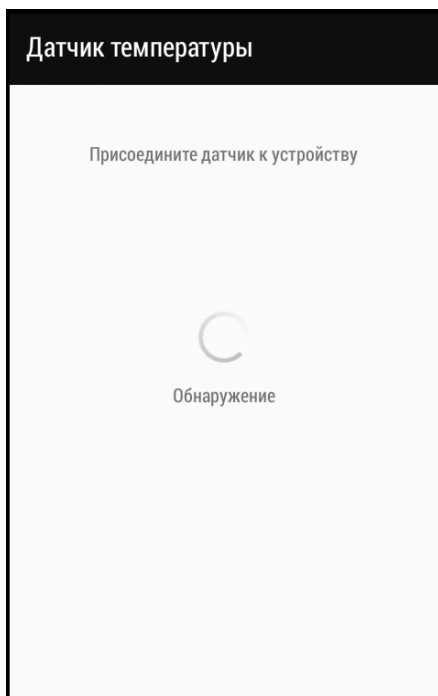 Датчик температуры
Присоедините датчик к устройству
Обнаружение